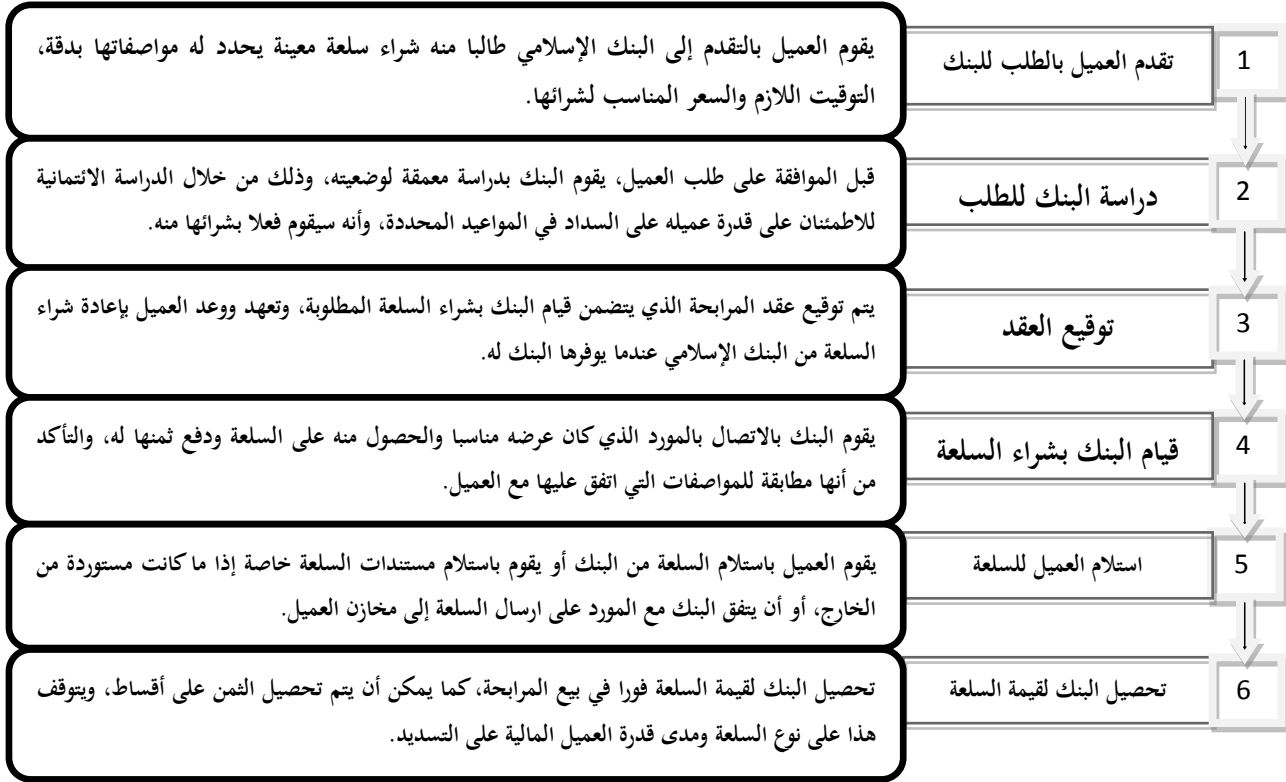 1
تقدم العميل بالطلب للبنك
يقوم العميل بالتقدم إلى البنك الإسلامي طالبا منه شراء سلعة معينة يحدد له مواصفاتها بدقة،
التوقيت اللازم والسعر المناسب لشرائها.
2
دراسة البنك للطلب
قبل الموافقة على طلب العميل، يقوم البنك بدراسة معمقة لوضعيته، وذلك من خلال الدراسة الائتمانية
للاطمئنان على قدرة عميله على السداد في المواعيد المحددة، وأنه سيقوم فعلا بشرائها منه.
3
توقيع العقد
يتم توقيع عقد المرابحة الذي يتضمن قيام البنك بشراء السلعة المطلوبة، وتعهد ووعد العميل بإعادة شراء
السلعة من البنك الإسلامي عندما يوفرها البنك له.
4
قيام البنك بشراء السلعة
يقوم البنك بالاتصال بالمورد الذي كان عرضه مناسبا والحصول منه على السلعة ودفع ثمنها له، والتأكد
من أنها مطابقة للمواصفات التي اتفق عليها مع العميل.
5
استلام العميل للسلعة
يقوم العميل باستلام السلعة من البنك أو يقوم باستلام مستندات السلعة خاصة إذا ما كانت مستوردة من
الخارج، أو أن يتفق البنك مع المورد على ارسال السلعة إلى مخازن العميل.
6
تحصيل البنك لقيمة السلعة
تحصيل البنك لقيمة السلعة فورا في بيع المرابحة، كما يمكن أن يتم تحصيل الثمن على أقساط، ويتوقف
هذا على نوع السلعة ومدى قدرة العميل المالية على التسديد.